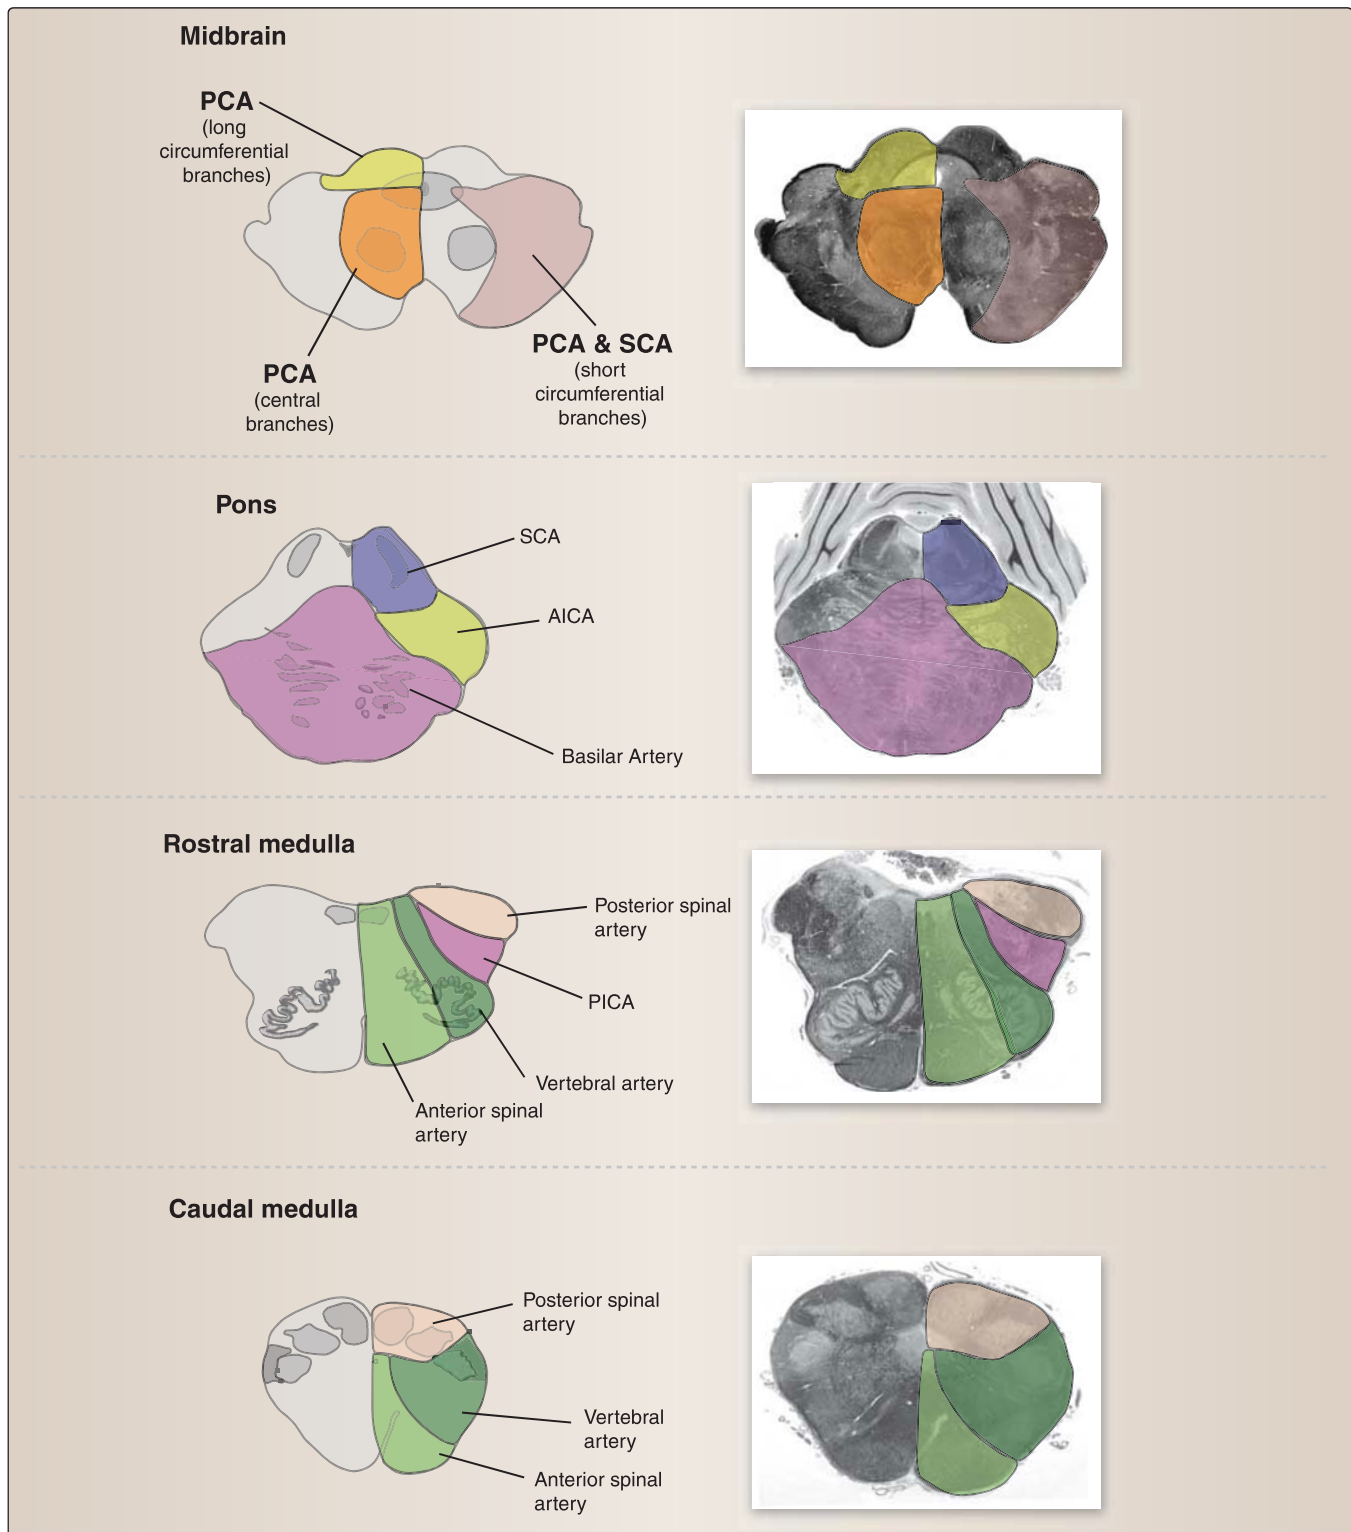 Midbrain
PCA
(long
circumferential
branches)
PCA
(central
branches)
PCA & SCA
(short
circumferential
branches)
Pons
SCA
AICA
Basilar Artery
Rostral medulla
Posterior spinal
artery
PICA
Vertebral artery
Anterior spinal
artery
Caudal medulla
Posterior spinal
artery
Vertebral
artery
Anterior spinal
artery